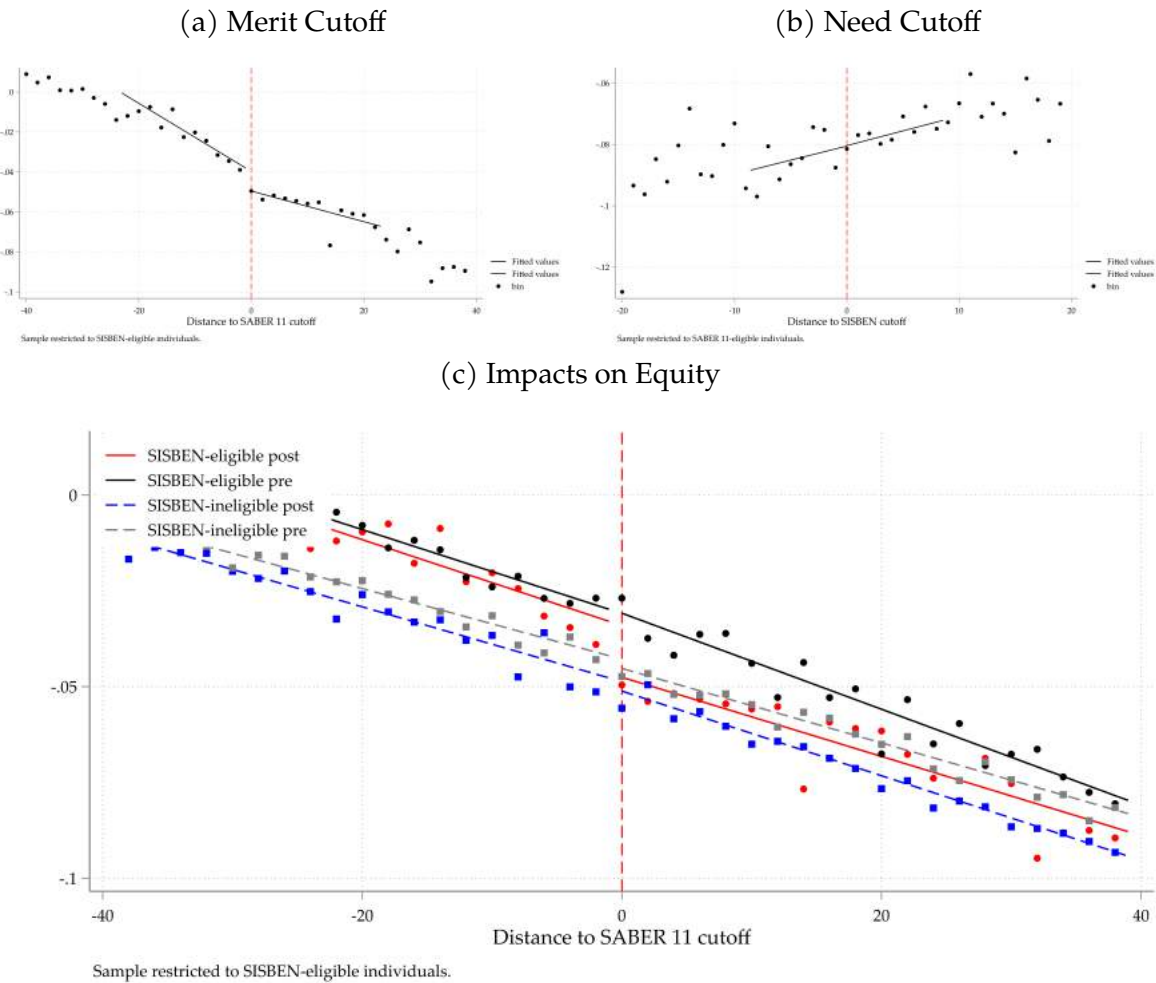 (a) Merit Cutoff
(b) Need Cutoff
0
-.02
-.04
-.06
-.08
-.1
-40
-20
0
20
40
Distance to SABER 11 cutoff
Fitted values
Fitted values
bin
Sample restricted to SISBEN-eligible individuals.
-.06
-.08
-.1
-.12
-20
-10
0
10
20
Distance to SISBEN cutoff
Fitted values
Fitted values
bin
Sample restricted to SABER 11-eligible individuals.
(c) Impacts on Equity
SISBEN-eligible post
SISBEN-eligible pre
SISBEN-ineligible post
SISBEN-ineligible pre
0
-.05
-.1
-40
-20
0
20
40
Distance to SABER 11 cutoff
Sample restricted to SISBEN-eligible individuals.